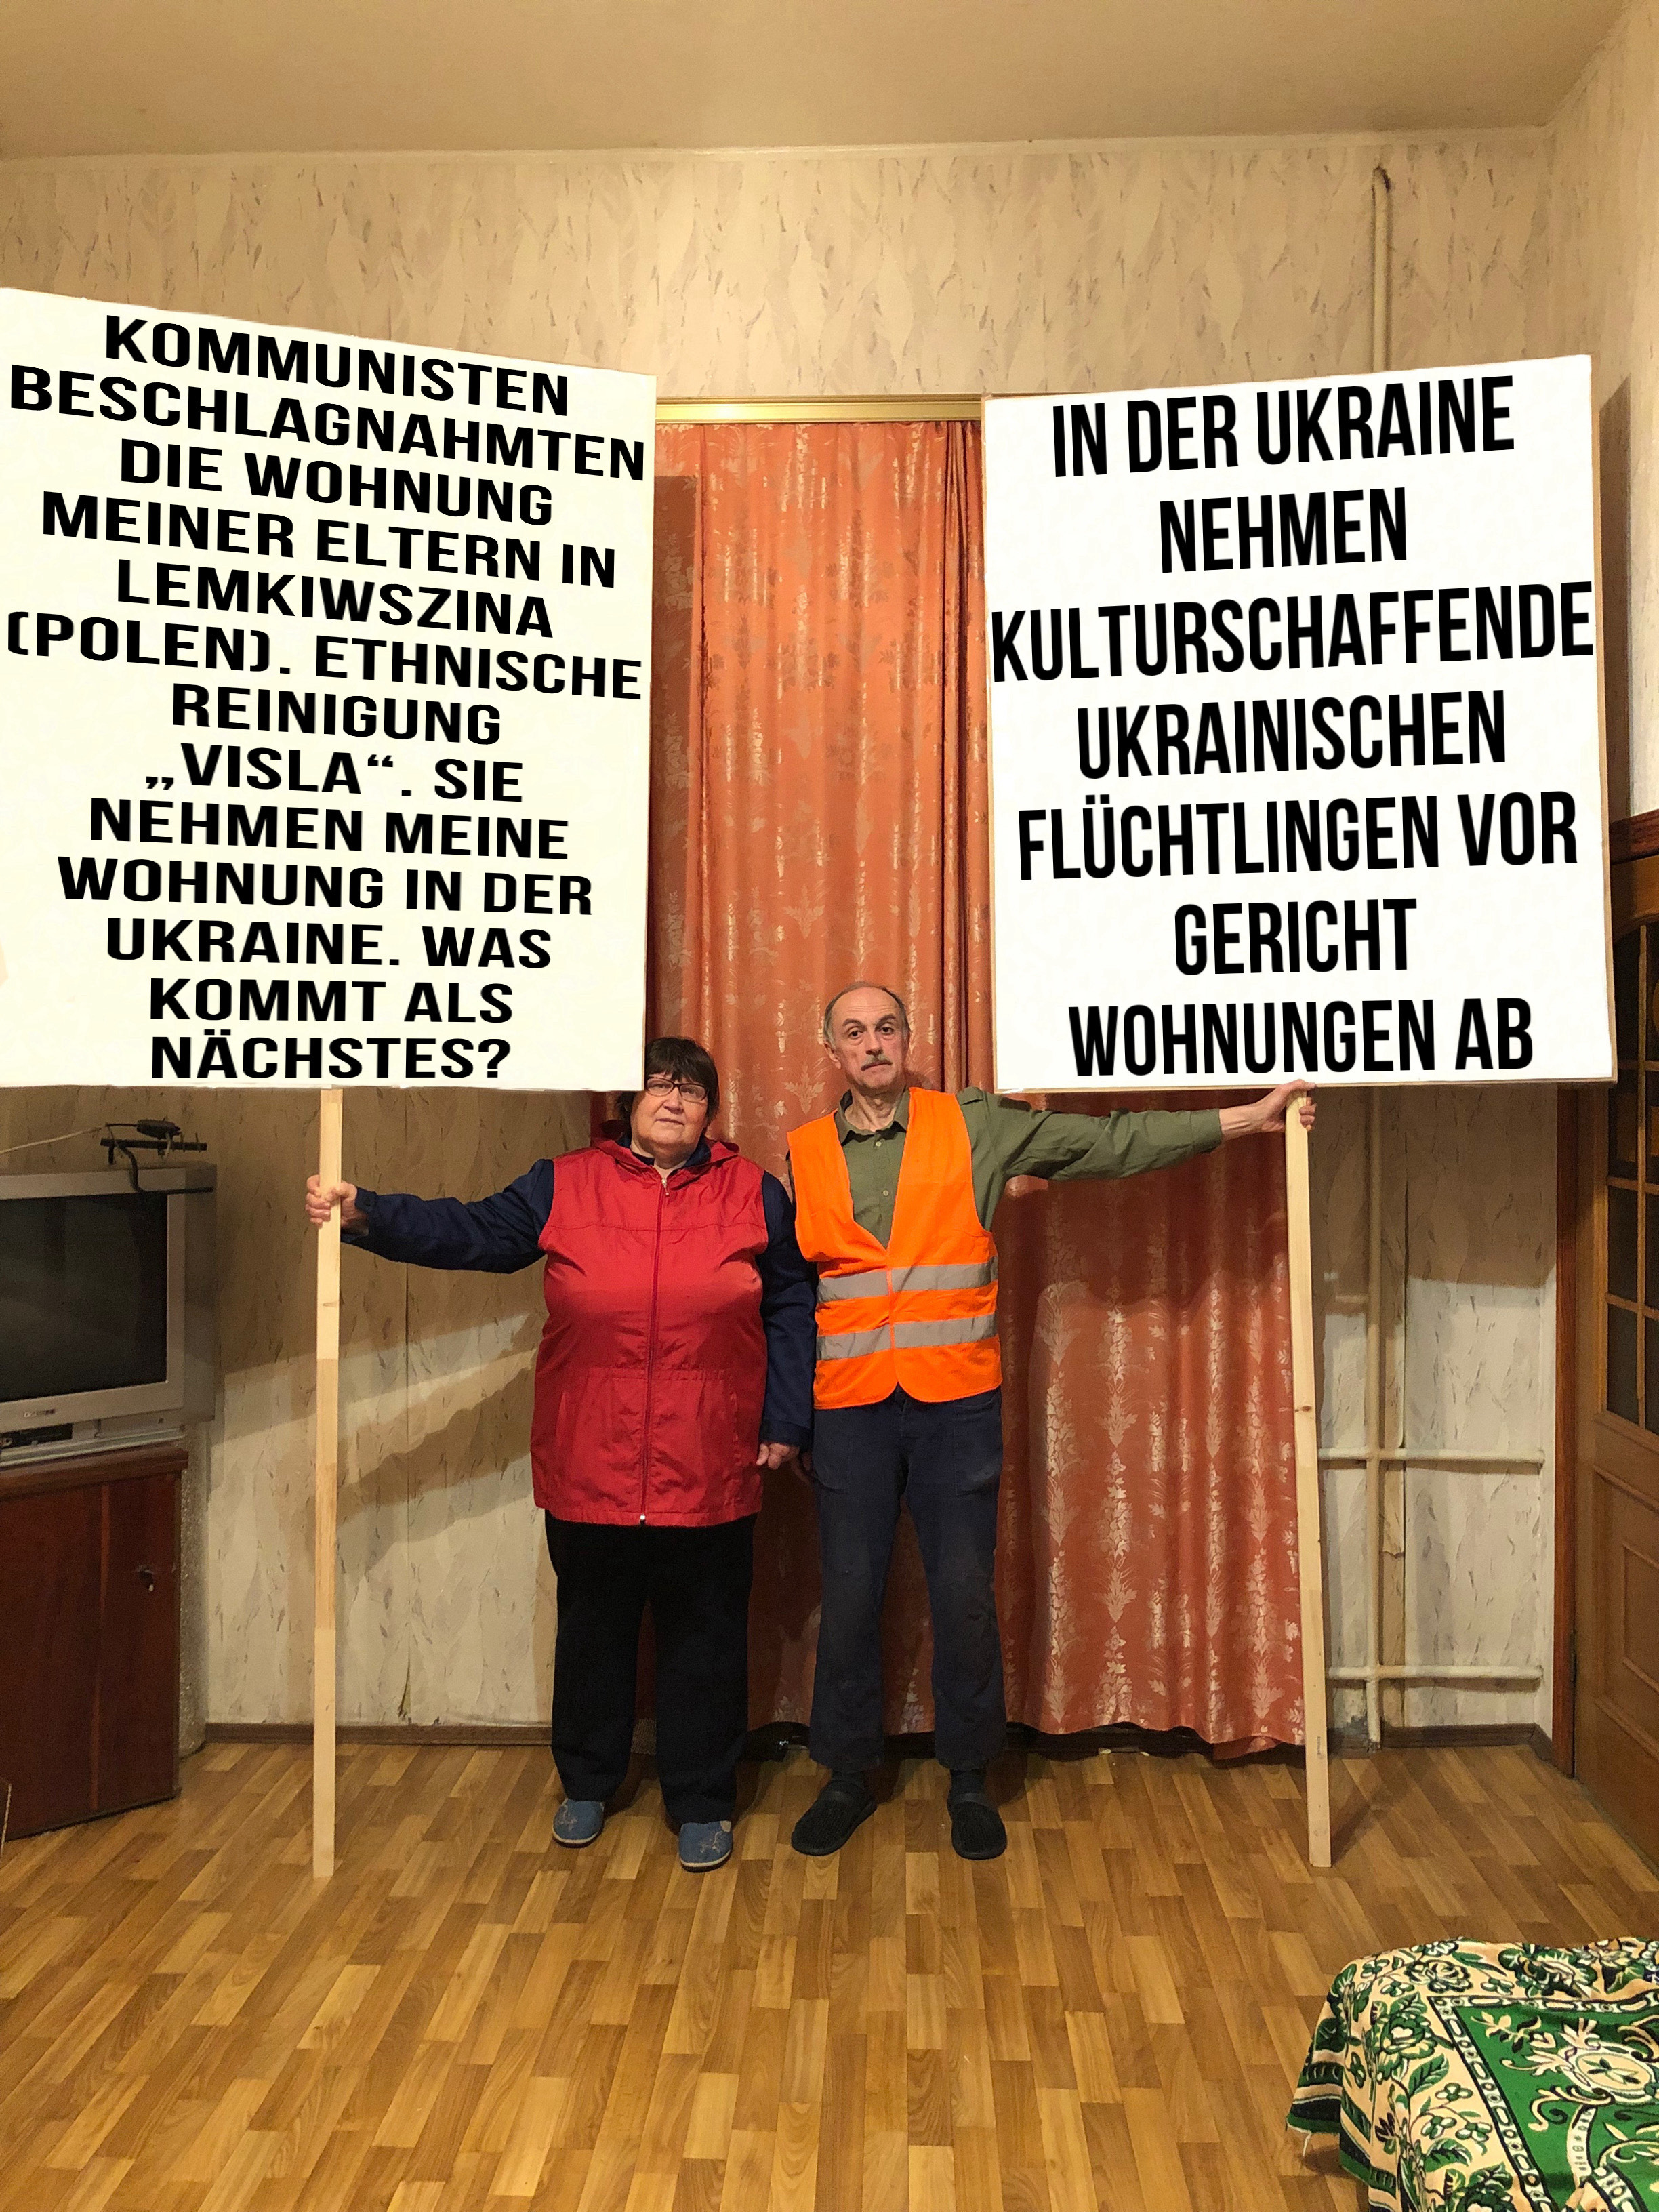 KOMMUNISTEN
BESCHLAGNAHMTEN
DIE WOHNUNG
MEINER ELTERN IN
LEMKIWSZINA
(POLEN). ETHNISCHE
REINIGUNG
„VISLA“. SIE
NEHMEN MEINE
WOHNUNG IN DER
UKRAINE. WAS
KOMMT ALS
NÄCHSTES?
IN DER UKRAINE
NEHMEN
KULTURSCHAFFENDE
UKRAINISCHEN
FLÜCHTLINGEN VOR
GERICHT
WOHNUNGEN AB